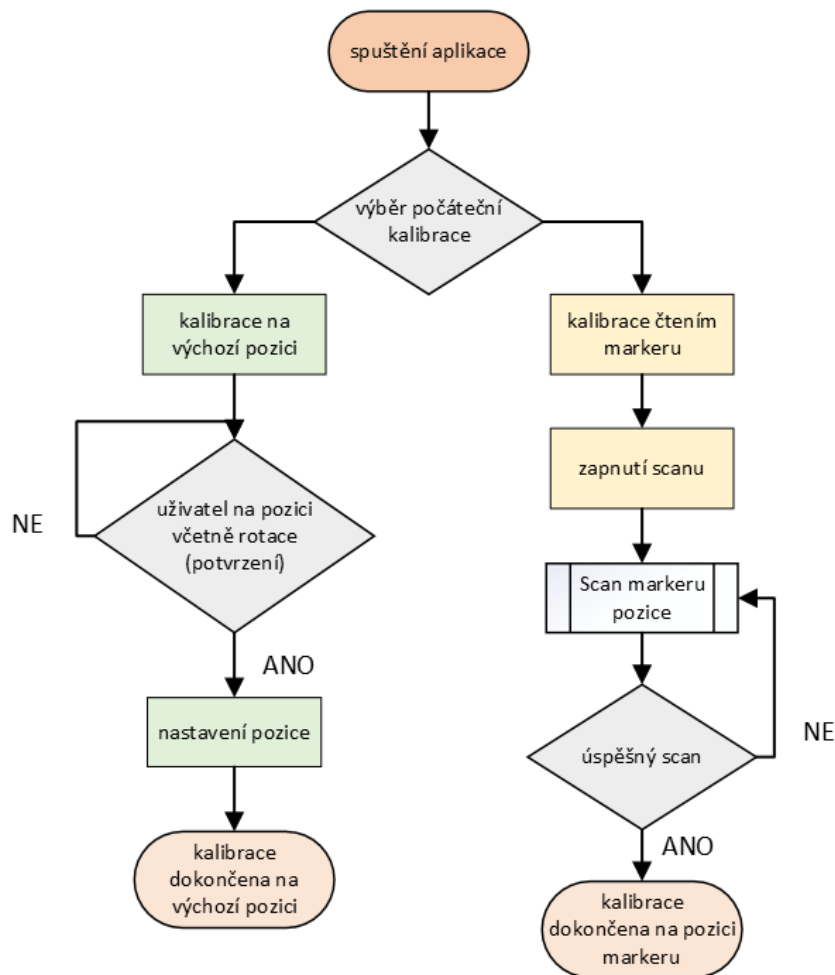 spuštění aplikace
výběr počáteční
kalibrace
kalibrace na
výchozí pozici
kalibrace čtením
markeru
zapnutí scanu
NE
uživatel na pozici
včetně rotace
(potvrzení)
Scan markeru
pozice
ANO
nastavení pozice
NE
úspěšný scan
kalibrace
dokončena na
výchozí pozici
ANO
kalibrace
dokončena na pozici
markeru